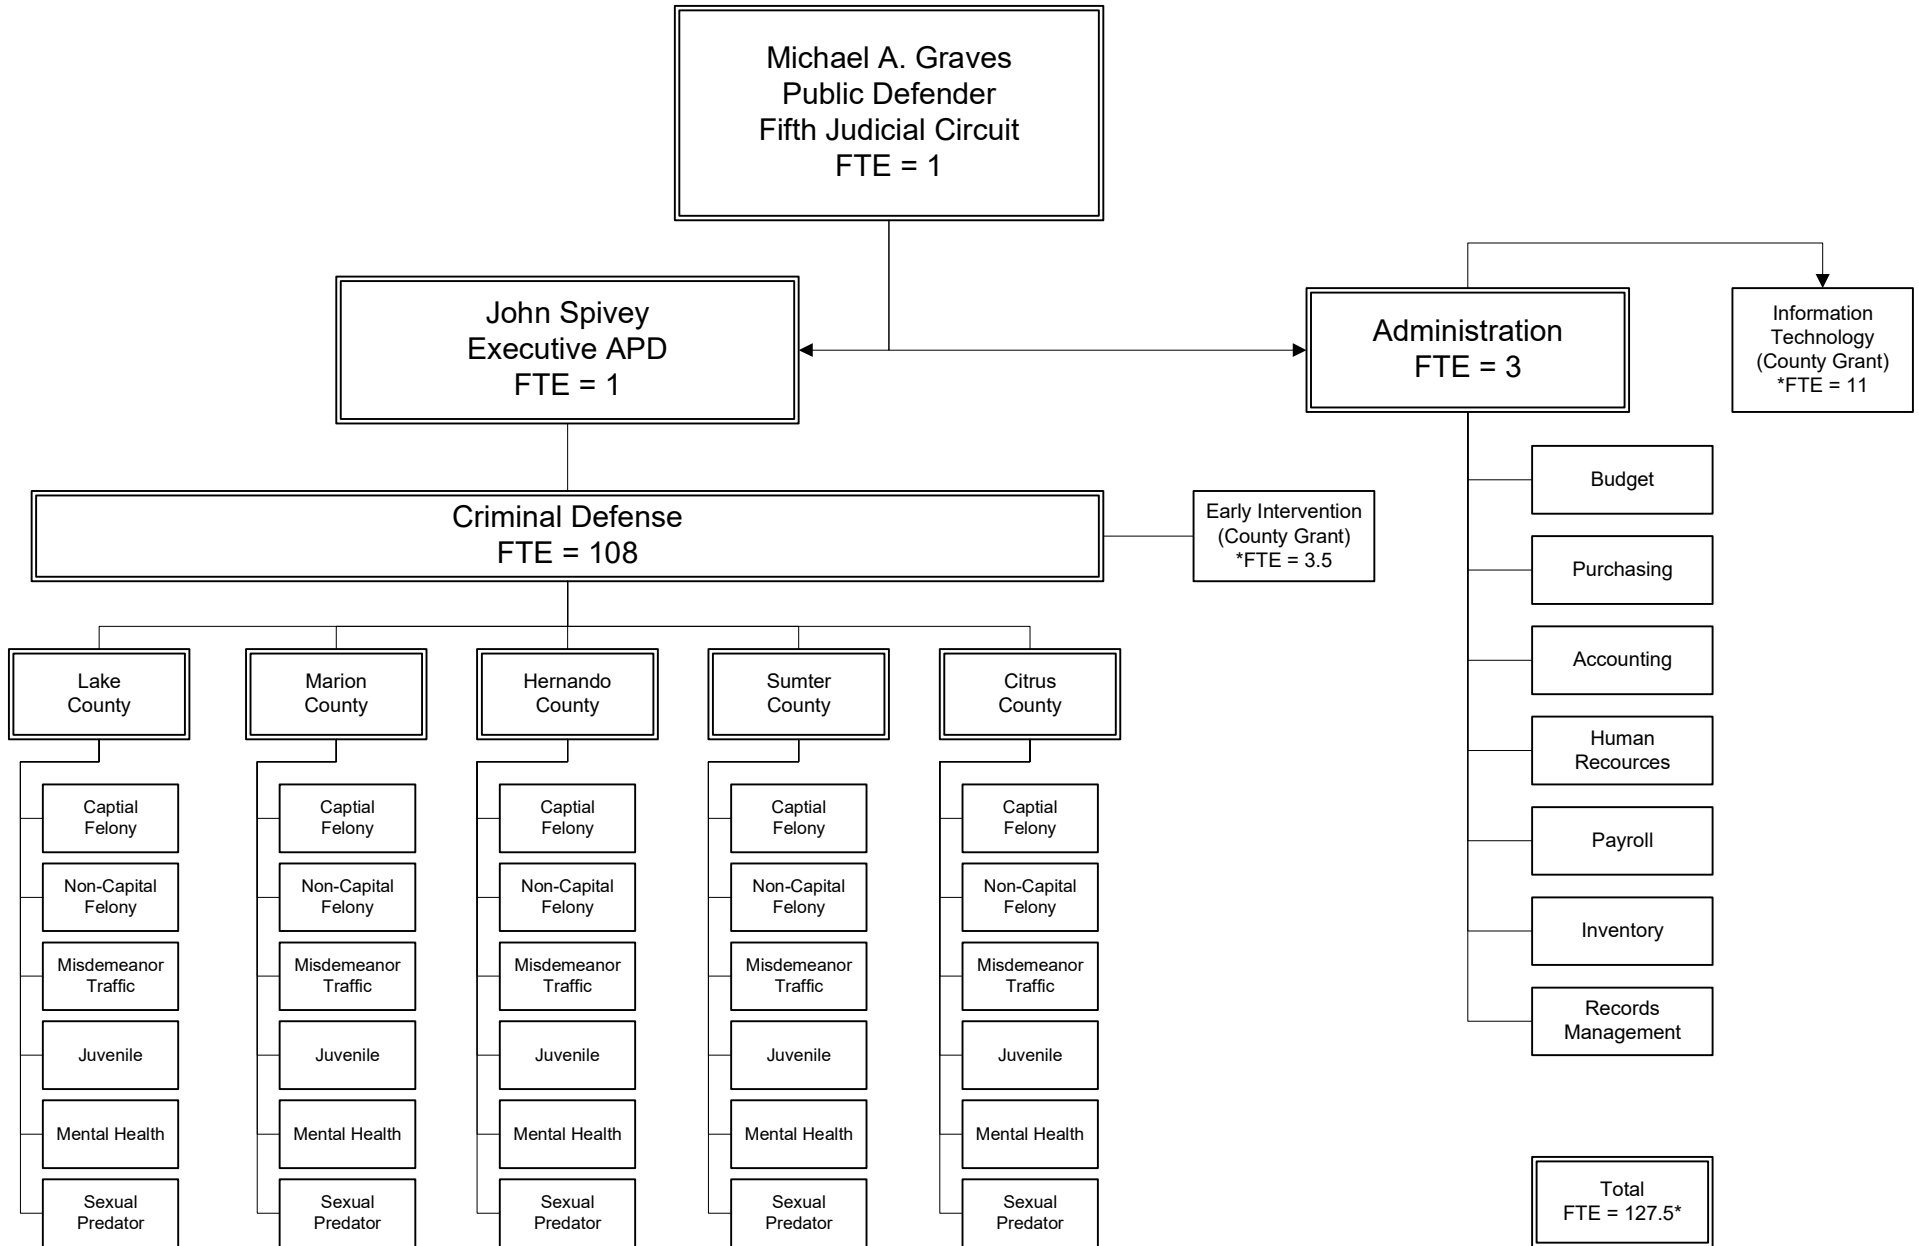 Michael A. Graves
Public Defender
Fifth Judicial Circuit
FTE = 1
John Spivey
Executive APD
FTE = 1
Administration
FTE = 3
Information
Technology
(County Grant)
*FTE = 11
Criminal Defense
FTE = 108
Early Intervention
(County Grant)
*FTE = 3.5
Budget
Purchasing
Accounting
Human
Recources
Payroll
Inventory
Records
Management
Lake
County
Captial
Felony
Non-Capital
Felony
Misdemeanor
Traffic
Juvenile
Mental Health
Sexual
Predator
Marion
County
Captial
Felony
Non-Capital
Felony
Misdemeanor
Traffic
Juvenile
Mental Health
Sexual
Predator
Hernando
County
Captial
Felony
Non-Capital
Felony
Misdemeanor
Traffic
Juvenile
Mental Health
Sexual
Predator
Sumter
County
Captial
Felony
Non-Capital
Felony
Misdemeanor
Traffic
Juvenile
Mental Health
Sexual
Predator
Citrus
County
Captial
Felony
Non-Capital
Felony
Misdemeanor
Traffic
Juvenile
Mental Health
Sexual
Predator
Total
FTE = 127.5*